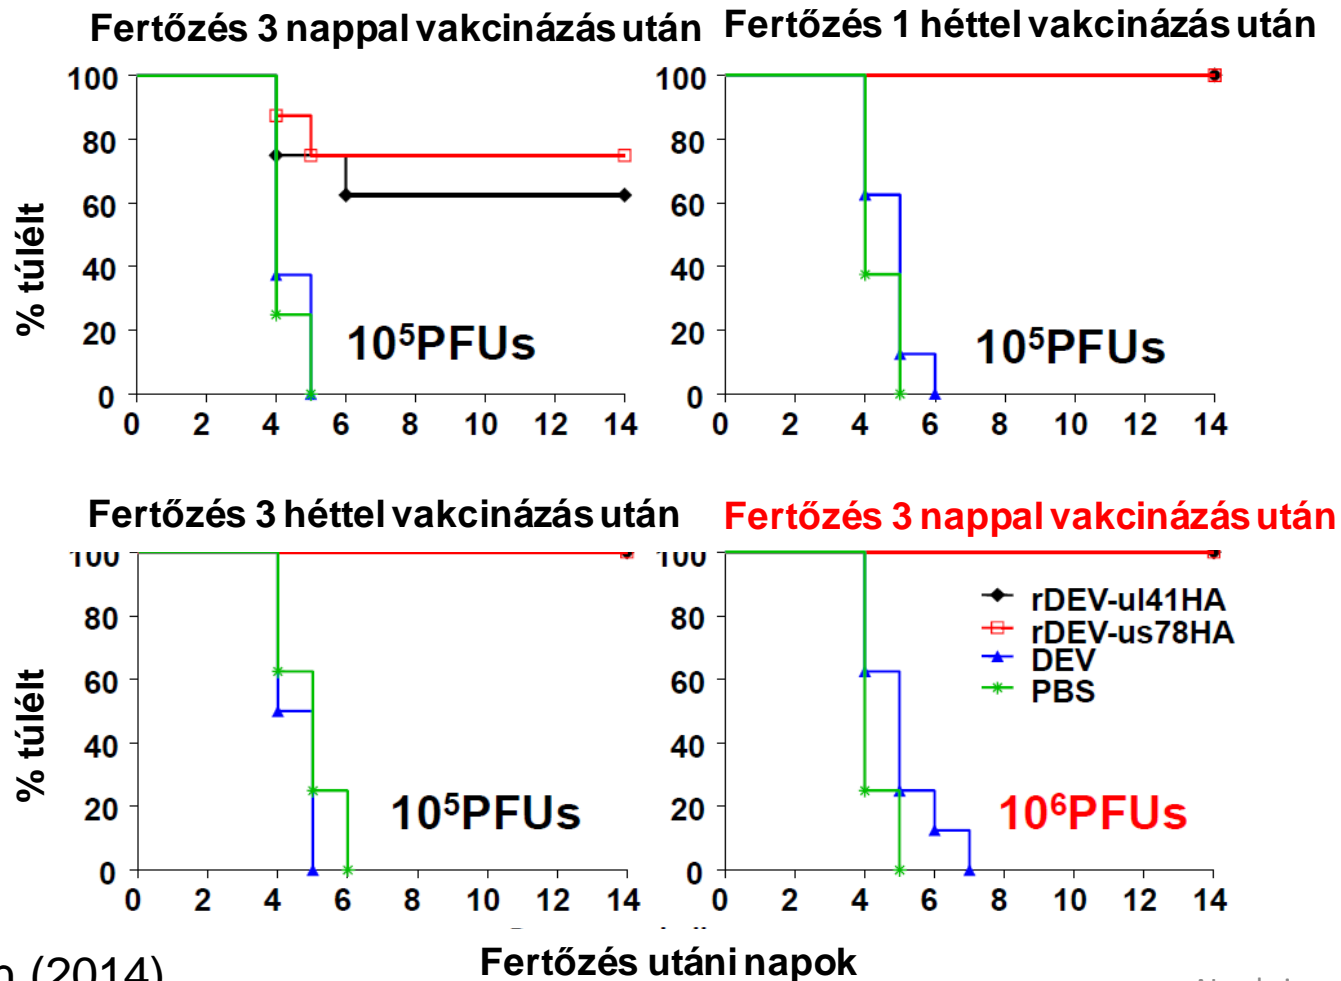 Fertőzés 3 nappal vakcinázás után
Fertőzés 1 héttel vakcinázás után
% túlélt
100
80
60
40
20
0
0 2 4 6 8 10 12 14
10⁵PFUs
100
80
60
40
20
0
0 2 4 6 8 10 12 14
10⁵PFUs
Fertőzés 3 héttel vakcinázás után
Fertőzés 3 nappal vakcinázás után
% túlélt
100
80
60
40
20
0
0 2 4 6 8 10 12 14
10⁵PFUs
100
80
60
40
20
0
0 2 4 6 8 10 12 14
rDEV-ul41HA
rDEV-us78HA
DEV
PBS
10⁶PFUs
Fertőzés utáni napok
(2014)